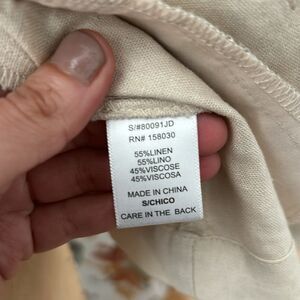 S/#80091JD
RN# 158030
55%LINEN
55%LINO
45%VISCOSE
45%VISCOSA
MADE IN CHINA
S/CHICO
CARE IN THE BACK